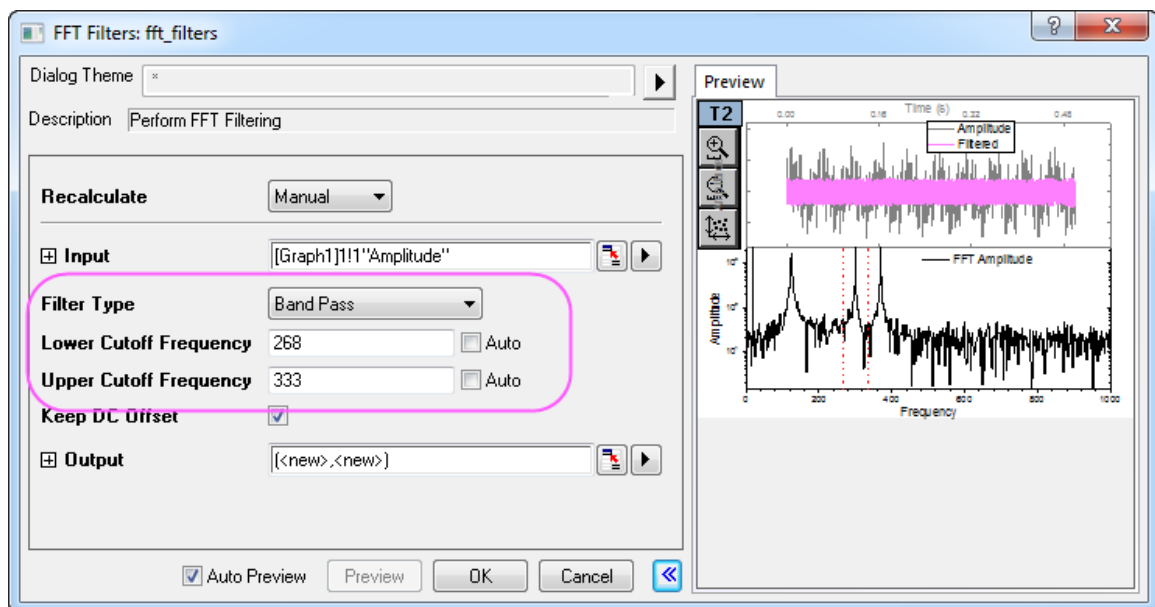 FFT Filters: fft_filters
Dialog Theme *
Description Perform FFT Filtering
Recalculate Manual
Input [Graph1]1!1"Amplitude"
Filter Type Band Pass
Lower Cutoff Frequency 268 Auto
Upper Cutoff Frequency 333 Auto
Keep DC Offset
Output (<new>,<new>)
Auto Preview Preview OK Cancel
Preview
T2
Time (s)
0.00 0.16 0.32 0.48
Amplitude
Filtered
FFT Amplitude
Amplitude
0 200 400 600 800 1000
Frequency